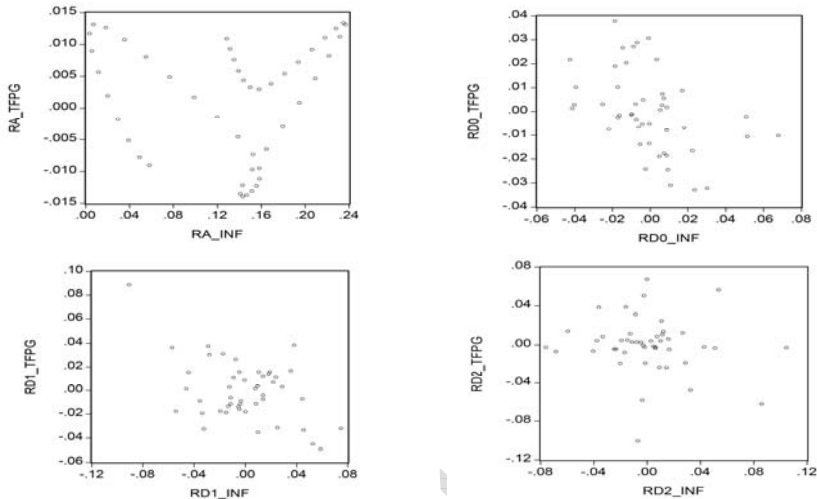 .015
.010
.005
.000
-.005
-.010
-.015
RA_TFPG
.00 .04 .08 .12 .16 .20 .24
RA_INF
.04
.03
.02
.01
.00
-.01
-.02
-.03
-.04
RD0_TFPG
-.06 -.04 -.02 .00 .02 .04 .06 .08
RD0_INF
.10
.08
.06
.04
.02
.00
-.02
-.04
-.06
RD1_TFPG
-.12 -.08 -.04 .00 .04 .08
RD1_INF
.08
.04
.00
-.04
-.08
-.12
RD2_TFPG
-.08 -.04 .00 .04 .08 .12
RD2_INF